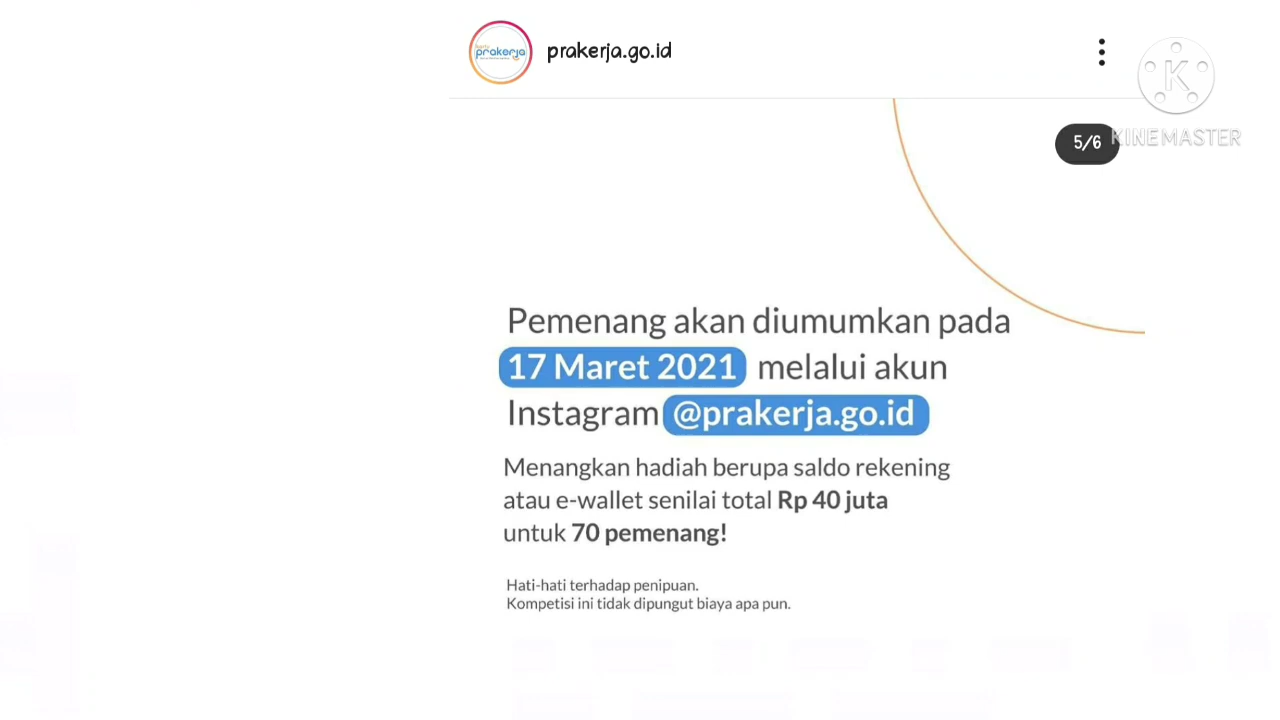 prakerja
prakerja.go.id
K
KINEMASTER
5/6
Pemenang akan diumumkan pada
17 Maret 2021 melalui akun
Instagram @prakerja.go.id
Menangkan hadiah berupa saldo rekening
atau e-wallet senilai total Rp 40 juta
untuk 70 pemenang!
Hati-hati terhadap penipuan.
Kompetisi ini tidak dipungut biaya apa pun.